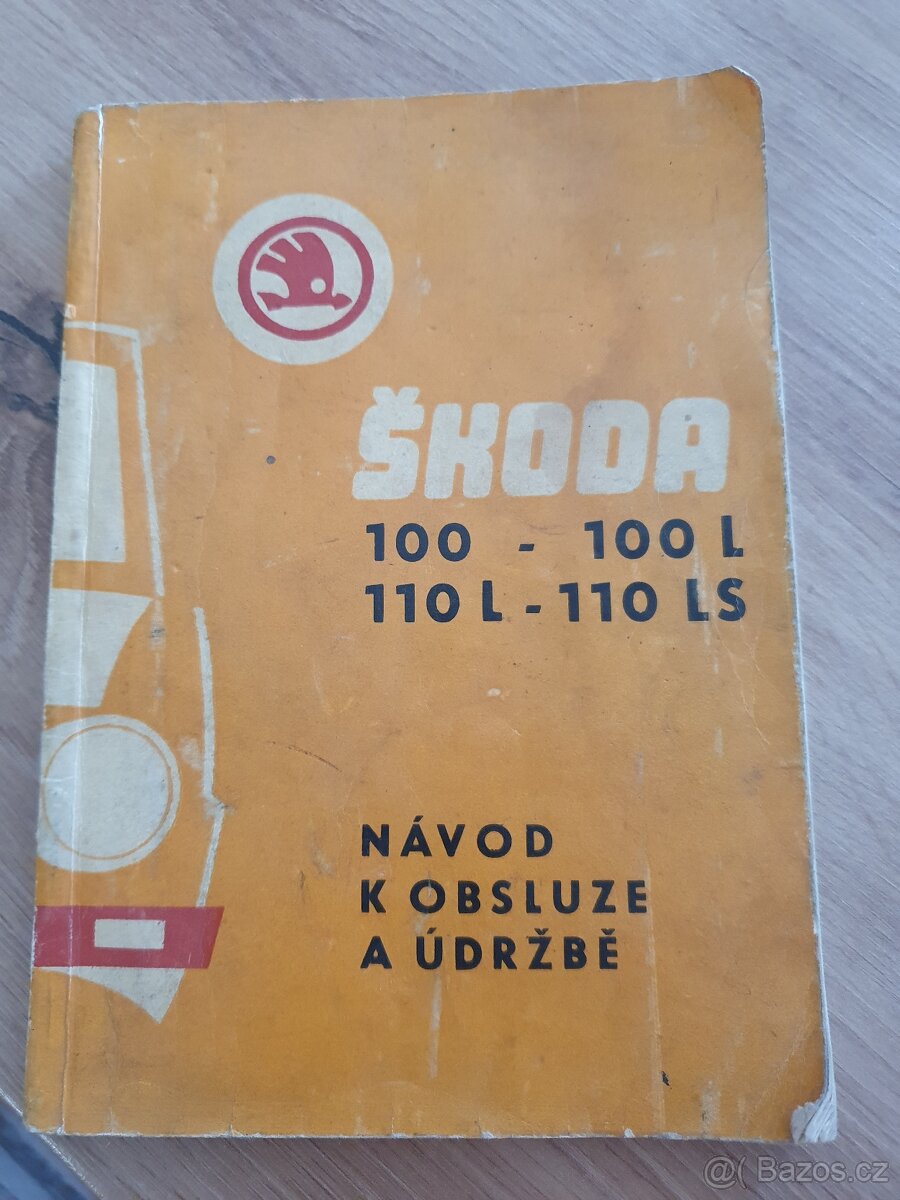 ŠKODA
100 - 100 L
110 L - 110 LS
NÁVOD
K OBSLUZE
A ÚDRŽBĚ
@( Bazos.cz